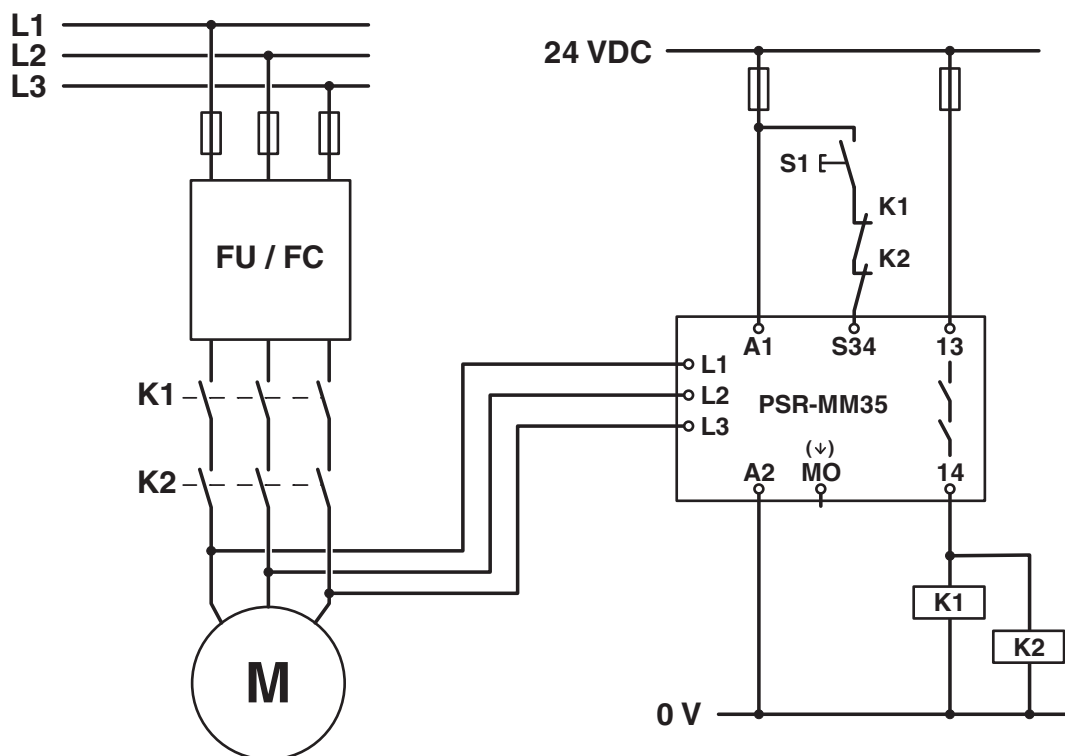 L1
L2
L3
24 VDC
S1
K1
K2
FU / FC
A1
S34
13
L1
L2
L3
PSR-MM35
K1
K2
(↓)
A2
MO
14
K1
K2
M
0 V